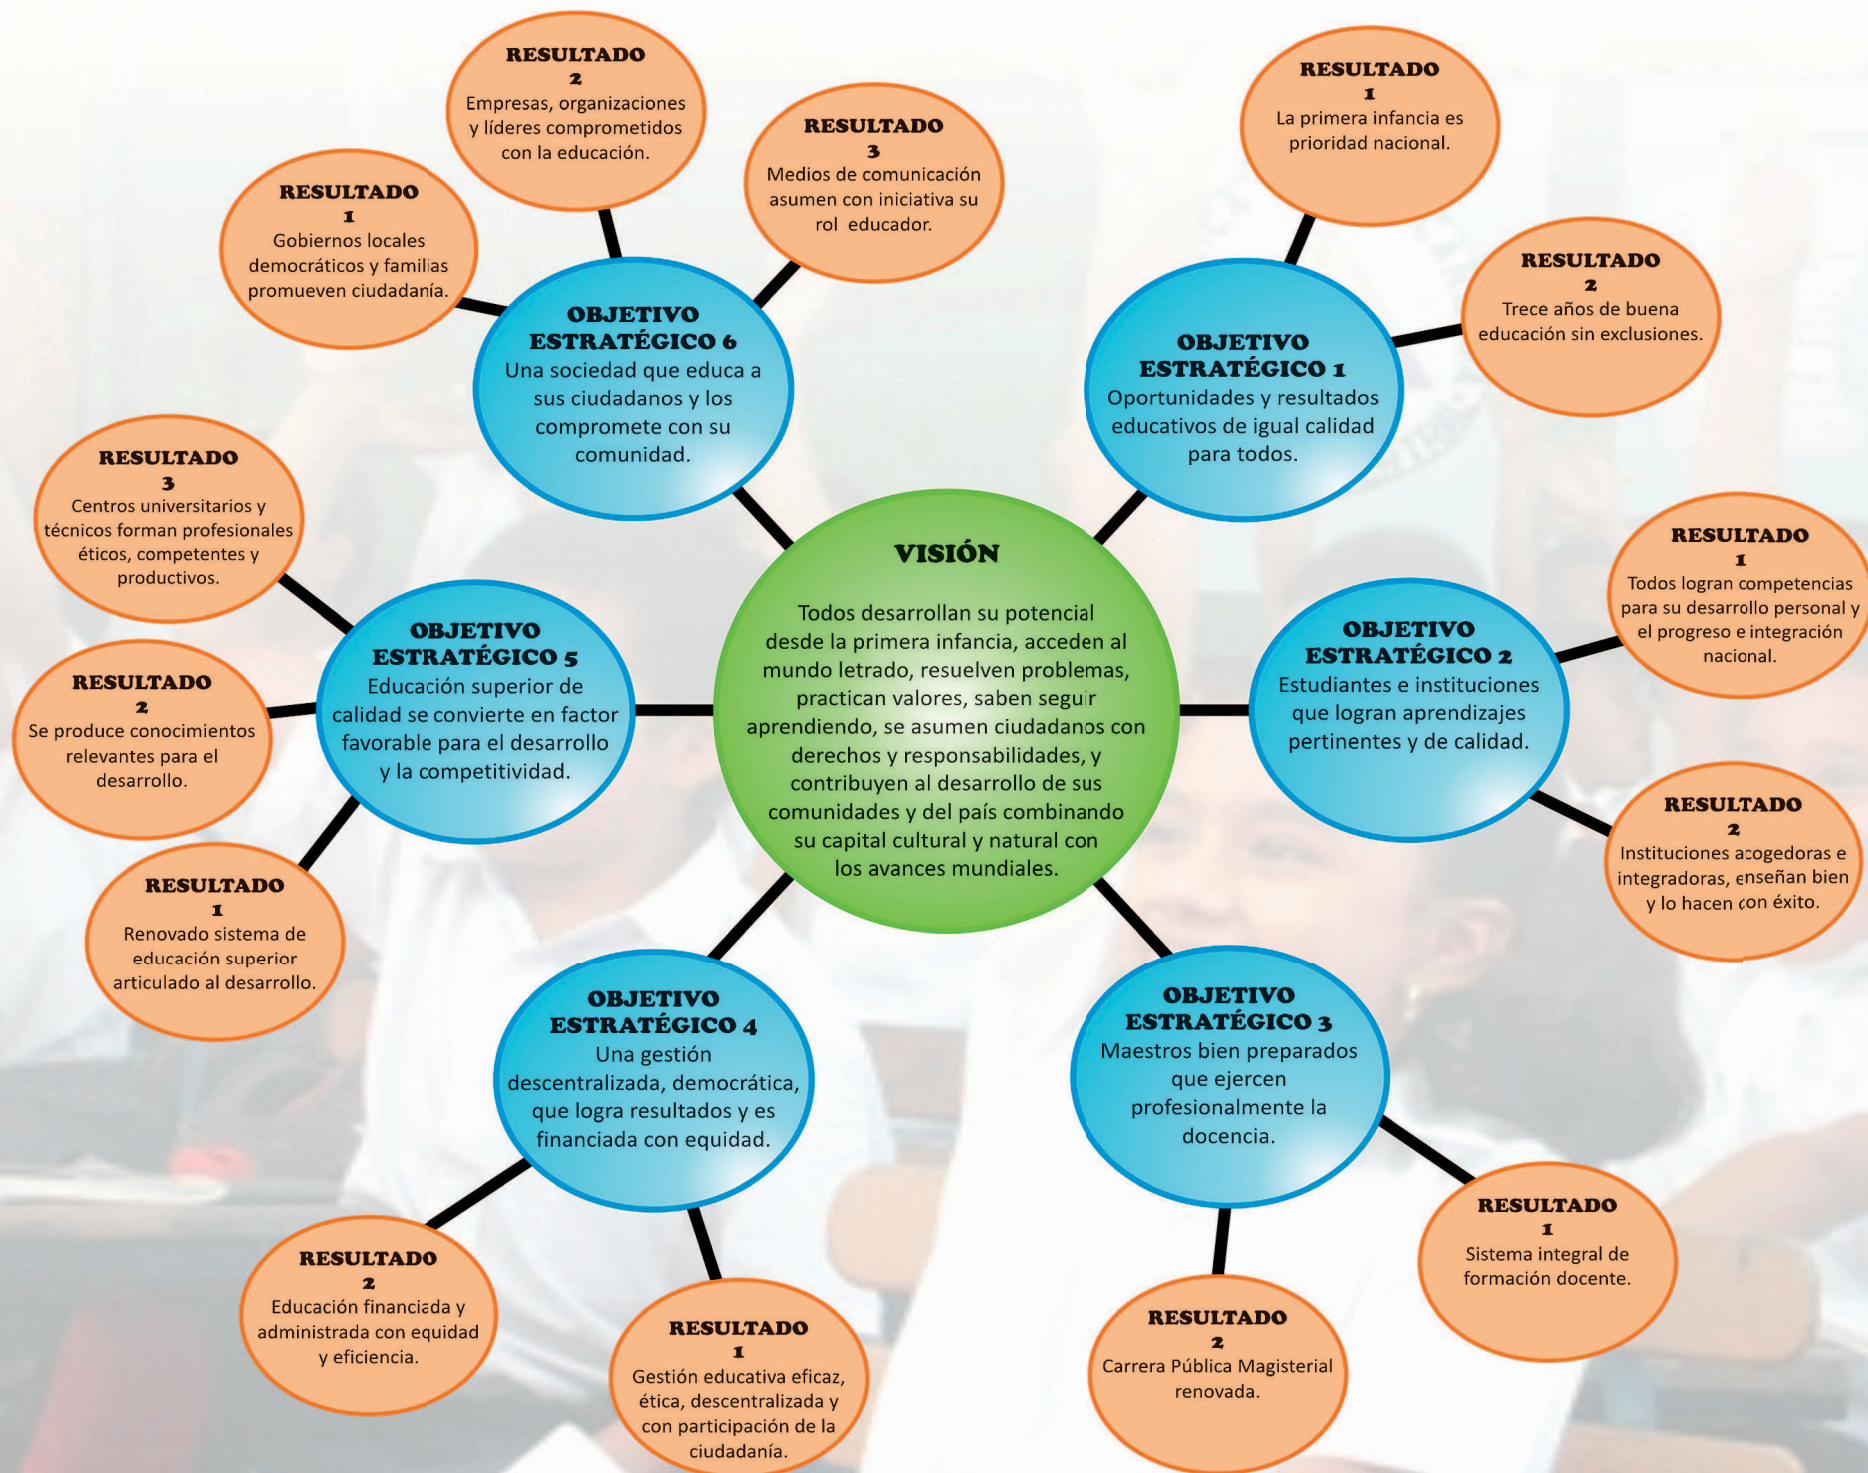 VISIÓN
Todos desarrollan su potencial
desde la primera infancia, acceden al
mundo letrado, resuelven problemas,
practican valores, saben seguir
aprendiendo, se asumen ciudadanos con
derechos y responsabilidades, y
contribuyen al desarrollo de sus
comunidades y del país combinando
su capital cultural y natural con
los avances mundiales.
OBJETIVO
ESTRATÉGICO 1
Oportunidades y resultados
educativos de igual calidad
para todos.
RESULTADO
1
La primera infancia es
prioridad nacional.
RESULTADO
2
Trece años de buena
educación sin exclusiones.
OBJETIVO
ESTRATÉGICO 2
Estudiantes e instituciones
que logran aprendizajes
pertinentes y de calidad.
RESULTADO
1
Todos logran competencias
para su desarrollo personal y
el progreso e integración
nacional.
RESULTADO
2
Instituciones acogedoras e
integradoras, enseñan bien
y lo hacen con éxito.
OBJETIVO
ESTRATÉGICO 3
Maestros bien preparados
que ejercen
profesionalmente la
docencia.
RESULTADO
1
Sistema integral de
formación docente.
RESULTADO
2
Carrera Pública Magisterial
renovada.
OBJETIVO
ESTRATÉGICO 4
Una gestión
descentralizada, democrática,
que logra resultados y es
financiada con equidad.
RESULTADO
1
Gestión educativa eficaz,
ética, descentralizada y
con participación de la
ciudadanía.
RESULTADO
2
Educación financiada y
administrada con equidad
y eficiencia.
OBJETIVO
ESTRATÉGICO 5
Educación superior de
calidad se convierte en factor
favorable para el desarrollo
y la competitividad.
RESULTADO
1
Renovado sistema de
educación superior
articulado al desarrollo.
RESULTADO
2
Se produce conocimientos
relevantes para el
desarrollo.
RESULTADO
3
Centros universitarios y
técnicos forman profesionales
éticos, competentes y
productivos.
OBJETIVO
ESTRATÉGICO 6
Una sociedad que educa a
sus ciudadanos y los
compromete con su
comunidad.
RESULTADO
1
Gobiernos locales
democráticos y familias
promueven ciudadanía.
RESULTADO
2
Empresas, organizaciones
y líderes comprometidos
con la educación.
RESULTADO
3
Medios de comunicación
asumen con iniciativa su
rol educador.